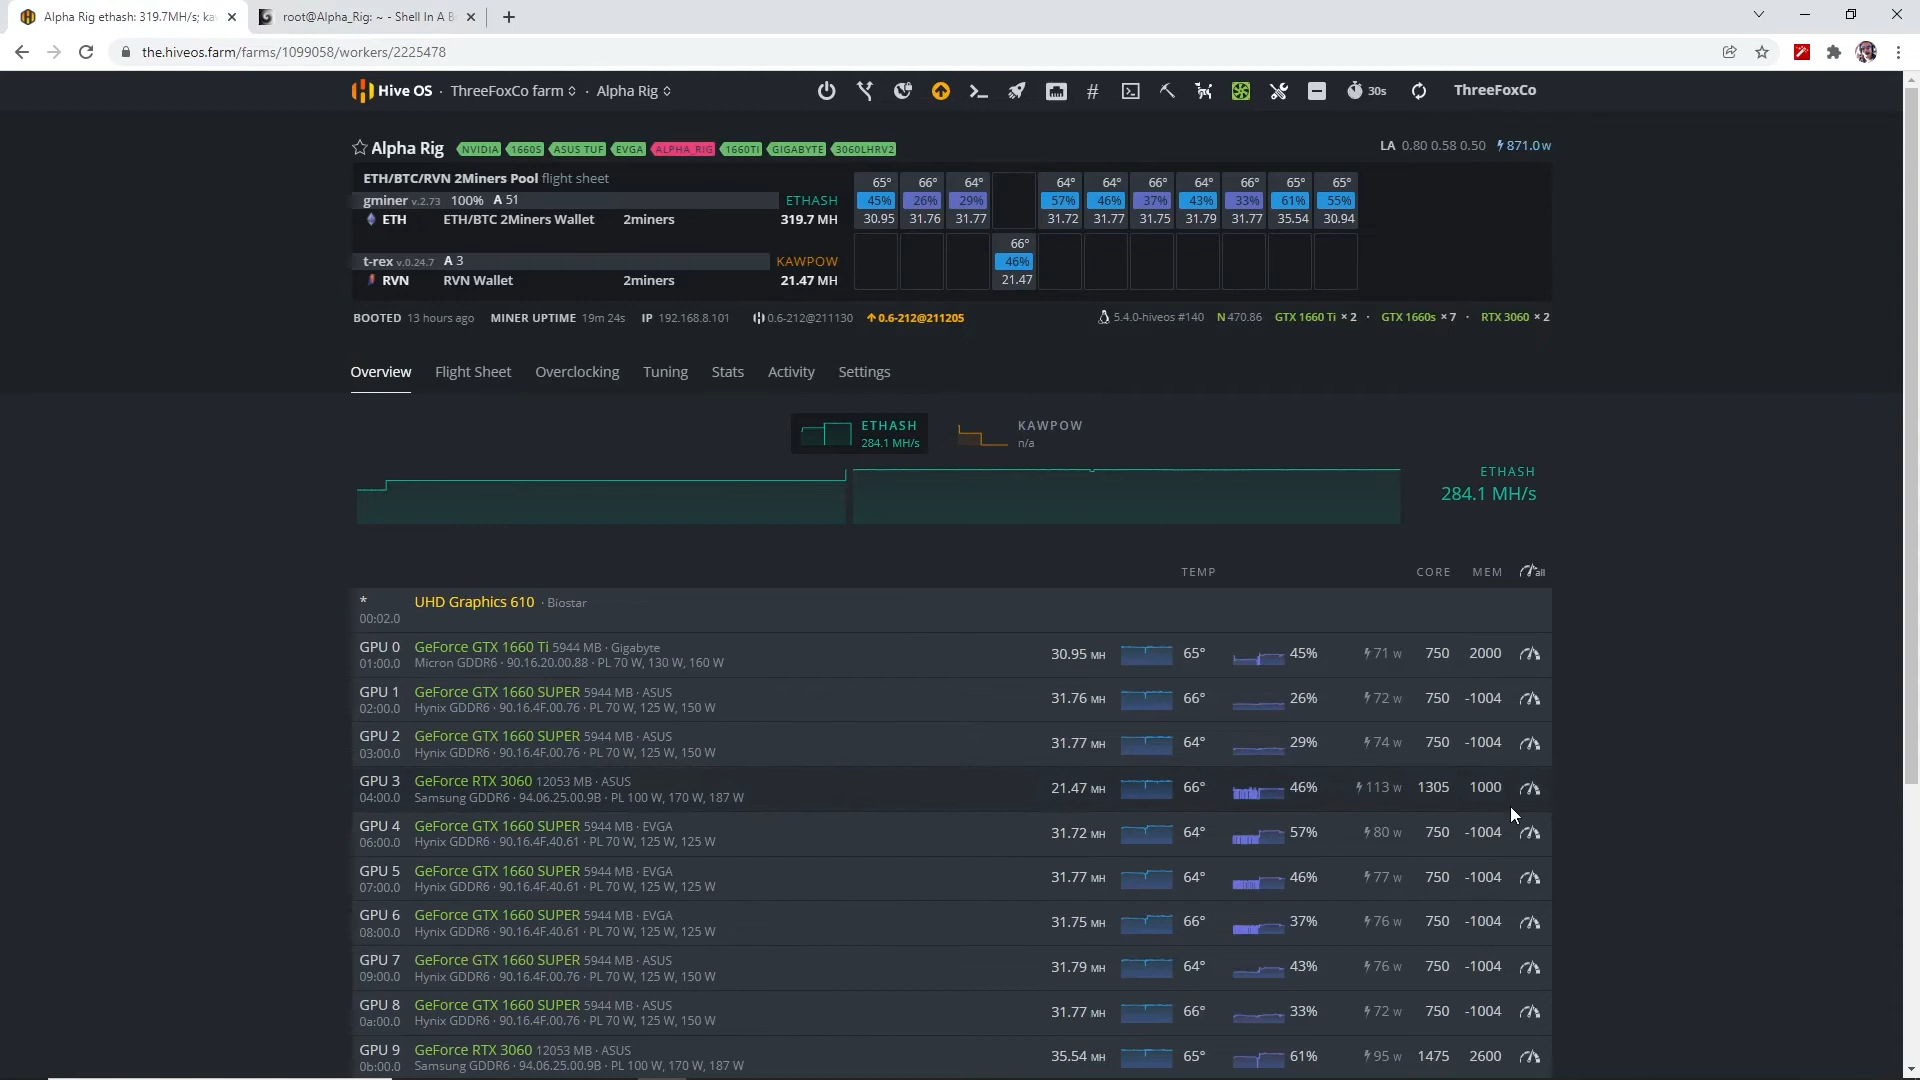 Alpha Rig ethash: 319.7MH/s; ka
root@Alpha_Rig: ~ - Shell In A B
the.hiveos.farm/farms/1099058/workers/2225478
Hive OS · ThreeFoxCo farm · Alpha Rig
30s
ThreeFoxCo
Alpha Rig NVIDIA 1660S ASUS TUF EVGA ALPHA_RIG 1660TI GIGABYTE 3060LHRV2
LA 0.80 0.58 0.50 871.0 w
ETH/BTC/RVN 2Miners Pool flight sheet
gminer v.2.73 100% A 51 ETHASH
ETH ETH/BTC 2Miners Wallet 2miners 319.7 MH
65° 66° 64° 64° 64° 66° 64° 66° 65° 65°
45% 26% 29% 57% 46% 37% 43% 33% 61% 55%
30.95 31.76 31.77 31.72 31.77 31.75 31.79 31.77 35.54 30.94
t-rex v.0.24.7 A 3 KAWPOW
RVN RVN Wallet 2miners 21.47 MH
66°
46%
21.47
BOOTED 13 hours ago MINER UPTIME 19m 24s IP 192.168.8.101 0.6-212@211130 0.6-212@211205
5.4.0-hiveos #140 N 470.86 GTX 1660 Ti × 2 · GTX 1660s × 7 · RTX 3060 × 2
Overview Flight Sheet Overclocking Tuning Stats Activity Settings
ETHASH
284.1 MH/s
KAWPOW
n/a
ETHASH
284.1 MH/s
TEMP CORE MEM all
* UHD Graphics 610 · Biostar
00:02.0
GPU 0 GeForce GTX 1660 Ti 5944 MB · Gigabyte
01:00.0 Micron GDDR6 · 90.16.20.00.88 · PL 70 W, 130 W, 160 W
30.95 MH 65° 45% 71 w 750 2000
GPU 1 GeForce GTX 1660 SUPER 5944 MB · ASUS
02:00.0 Hynix GDDR6 · 90.16.4F.00.76 · PL 70 W, 125 W, 150 W
31.76 MH 66° 26% 72 w 750 -1004
GPU 2 GeForce GTX 1660 SUPER 5944 MB · ASUS
03:00.0 Hynix GDDR6 · 90.16.4F.00.76 · PL 70 W, 125 W, 150 W
31.77 MH 64° 29% 74 w 750 -1004
GPU 3 GeForce RTX 3060 12053 MB · ASUS
04:00.0 Samsung GDDR6 · 94.06.25.00.9B · PL 100 W, 170 W, 187 W
21.47 MH 66° 46% 113 w 1305 1000
GPU 4 GeForce GTX 1660 SUPER 5944 MB · EVGA
06:00.0 Hynix GDDR6 · 90.16.4F.40.61 · PL 70 W, 125 W, 125 W
31.72 MH 64° 57% 80 w 750 -1004
GPU 5 GeForce GTX 1660 SUPER 5944 MB · EVGA
07:00.0 Hynix GDDR6 · 90.16.4F.40.61 · PL 70 W, 125 W, 125 W
31.77 MH 64° 46% 77 w 750 -1004
GPU 6 GeForce GTX 1660 SUPER 5944 MB · EVGA
08:00.0 Hynix GDDR6 · 90.16.4F.40.61 · PL 70 W, 125 W, 125 W
31.75 MH 66° 37% 76 w 750 -1004
GPU 7 GeForce GTX 1660 SUPER 5944 MB · ASUS
09:00.0 Hynix GDDR6 · 90.16.4F.00.76 · PL 70 W, 125 W, 150 W
31.79 MH 64° 43% 76 w 750 -1004
GPU 8 GeForce GTX 1660 SUPER 5944 MB · ASUS
0a:00.0 Hynix GDDR6 · 90.16.4F.00.76 · PL 70 W, 125 W, 150 W
31.77 MH 66° 33% 72 w 750 -1004
GPU 9 GeForce RTX 3060 12053 MB · ASUS
0b:00.0 Samsung GDDR6 · 94.06.25.00.9B · PL 100 W, 170 W, 187 W
35.54 MH 65° 61% 95 w 1475 2600